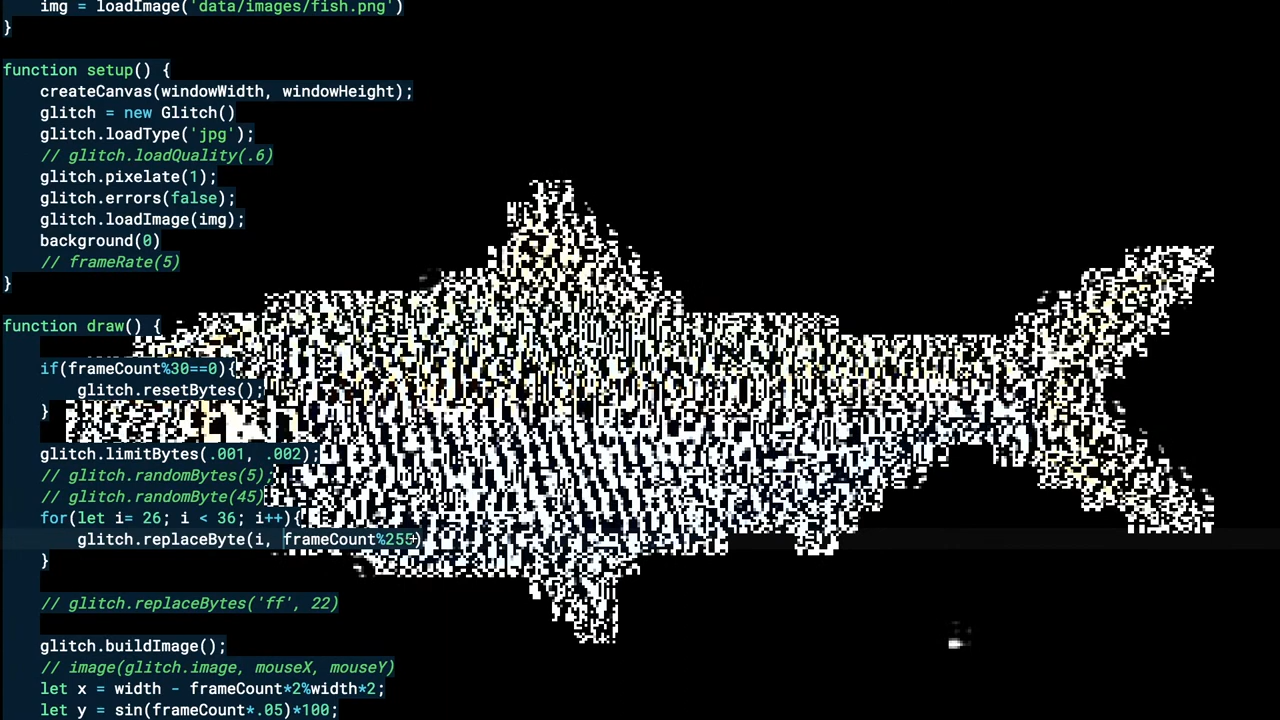 img = loadImage('data/images/fish.png')
}
function setup() {
createCanvas(windowWidth, windowHeight);
glitch = new Glitch()
glitch.loadType('jpg');
// glitch.loadQuality(.6)
glitch.pixelate(1);
glitch.errors(false);
glitch.loadImage(img);
background(0)
// frameRate(5)
}
function draw() {
if(frameCount%30==0){
glitch.resetBytes();
}
glitch.limitBytes(.001, .002);
// glitch.randomBytes(5);
// glitch.randomByte(45)
for(let i= 26; i < 36; i++){
glitch.replaceByte(i, frameCount%255)
}
// glitch.replaceBytes('ff', 22)
glitch.buildImage();
// image(glitch.image, mouseX, mouseY)
let x = width - frameCount*2%width*2;
let y = sin(frameCount*.05)*100;